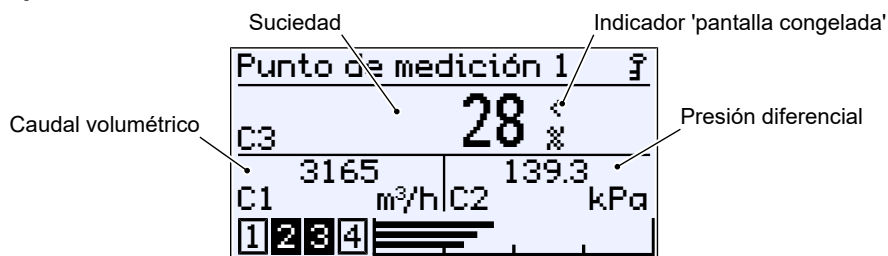 Suciedad
Indicador 'pantalla congelada'
Punto de medición 1
28 <
C3 %
Caudal volumétrico
Presión diferencial
3165 139.3
C1 m³/h C2 kPa
1 2 3 4